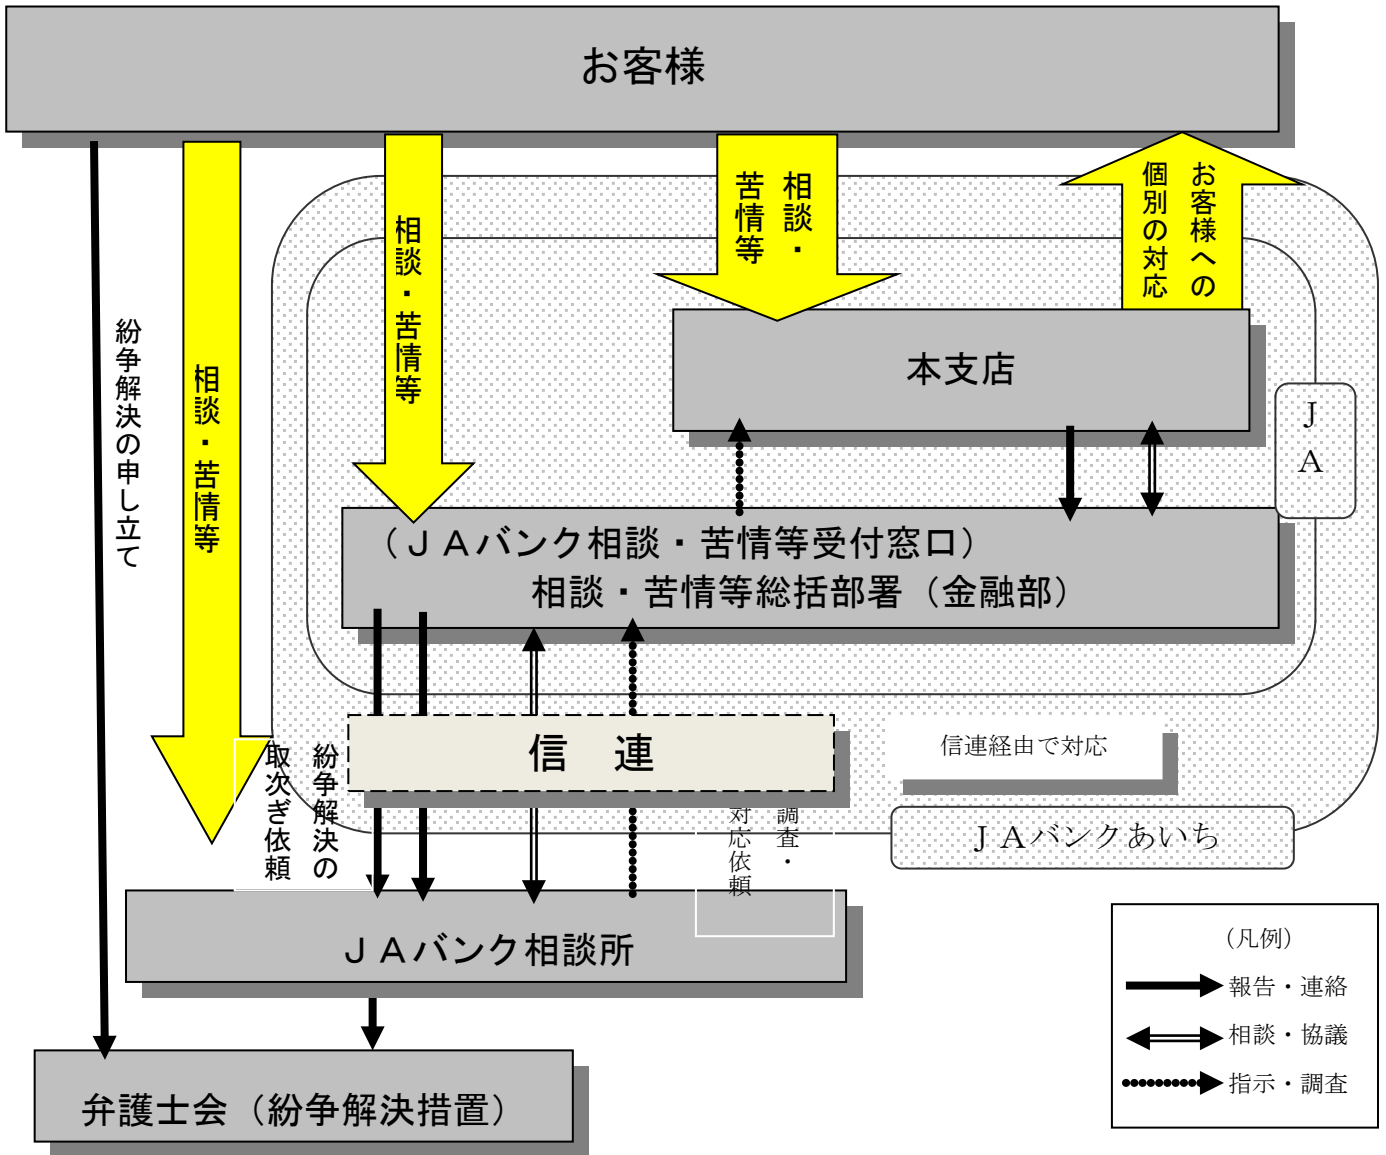 お客様
相談・
苦情等
お客様への
個別の対応
相談・苦情等
相談・苦情等
紛争解決の申し立て
本支店
JA
（ＪＡバンク相談・苦情等受付窓口）
相談・苦情等総括部署（金融部）
信　連
信連経由で対応
紛争解決の
取次ぎ依頼
調査・
対応依頼
ＪＡバンクあいち
ＪＡバンク相談所
弁護士会（紛争解決措置）
（凡例）
報告・連絡
相談・協議
指示・調査